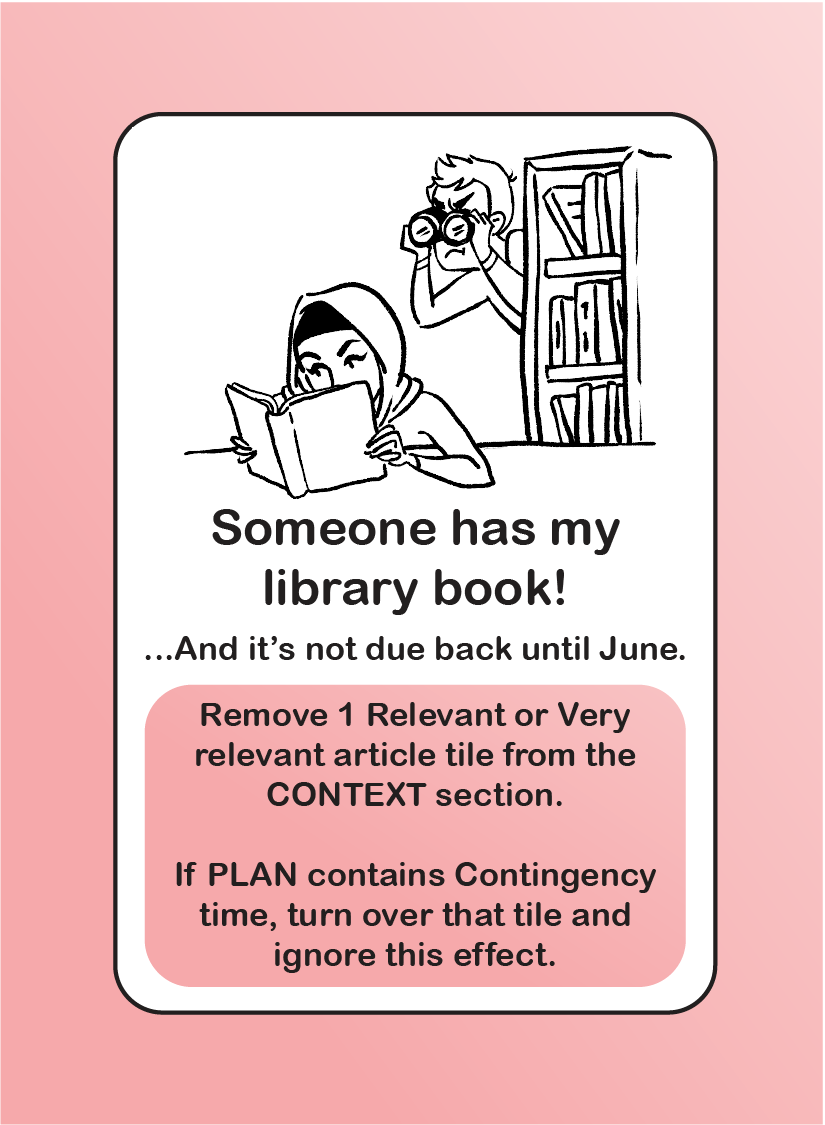 Someone has my
library book!
...And it’s not due back until June.
Remove 1 Relevant or Very
relevant article tile from the
CONTEXT section.
If PLAN contains Contingency
time, turn over that tile and
ignore this effect.